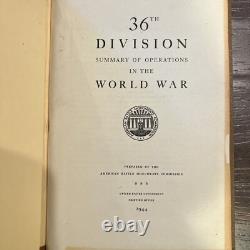 36TH
DIVISION
SUMMARY OF OPERATIONS
IN THE
WORLD WAR
PREPARED BY THE
AMERICAN BATTLE MONUMENTS COMMISSION
UNITED STATES GOVERNMENT
PRINTING OFFICE
1944